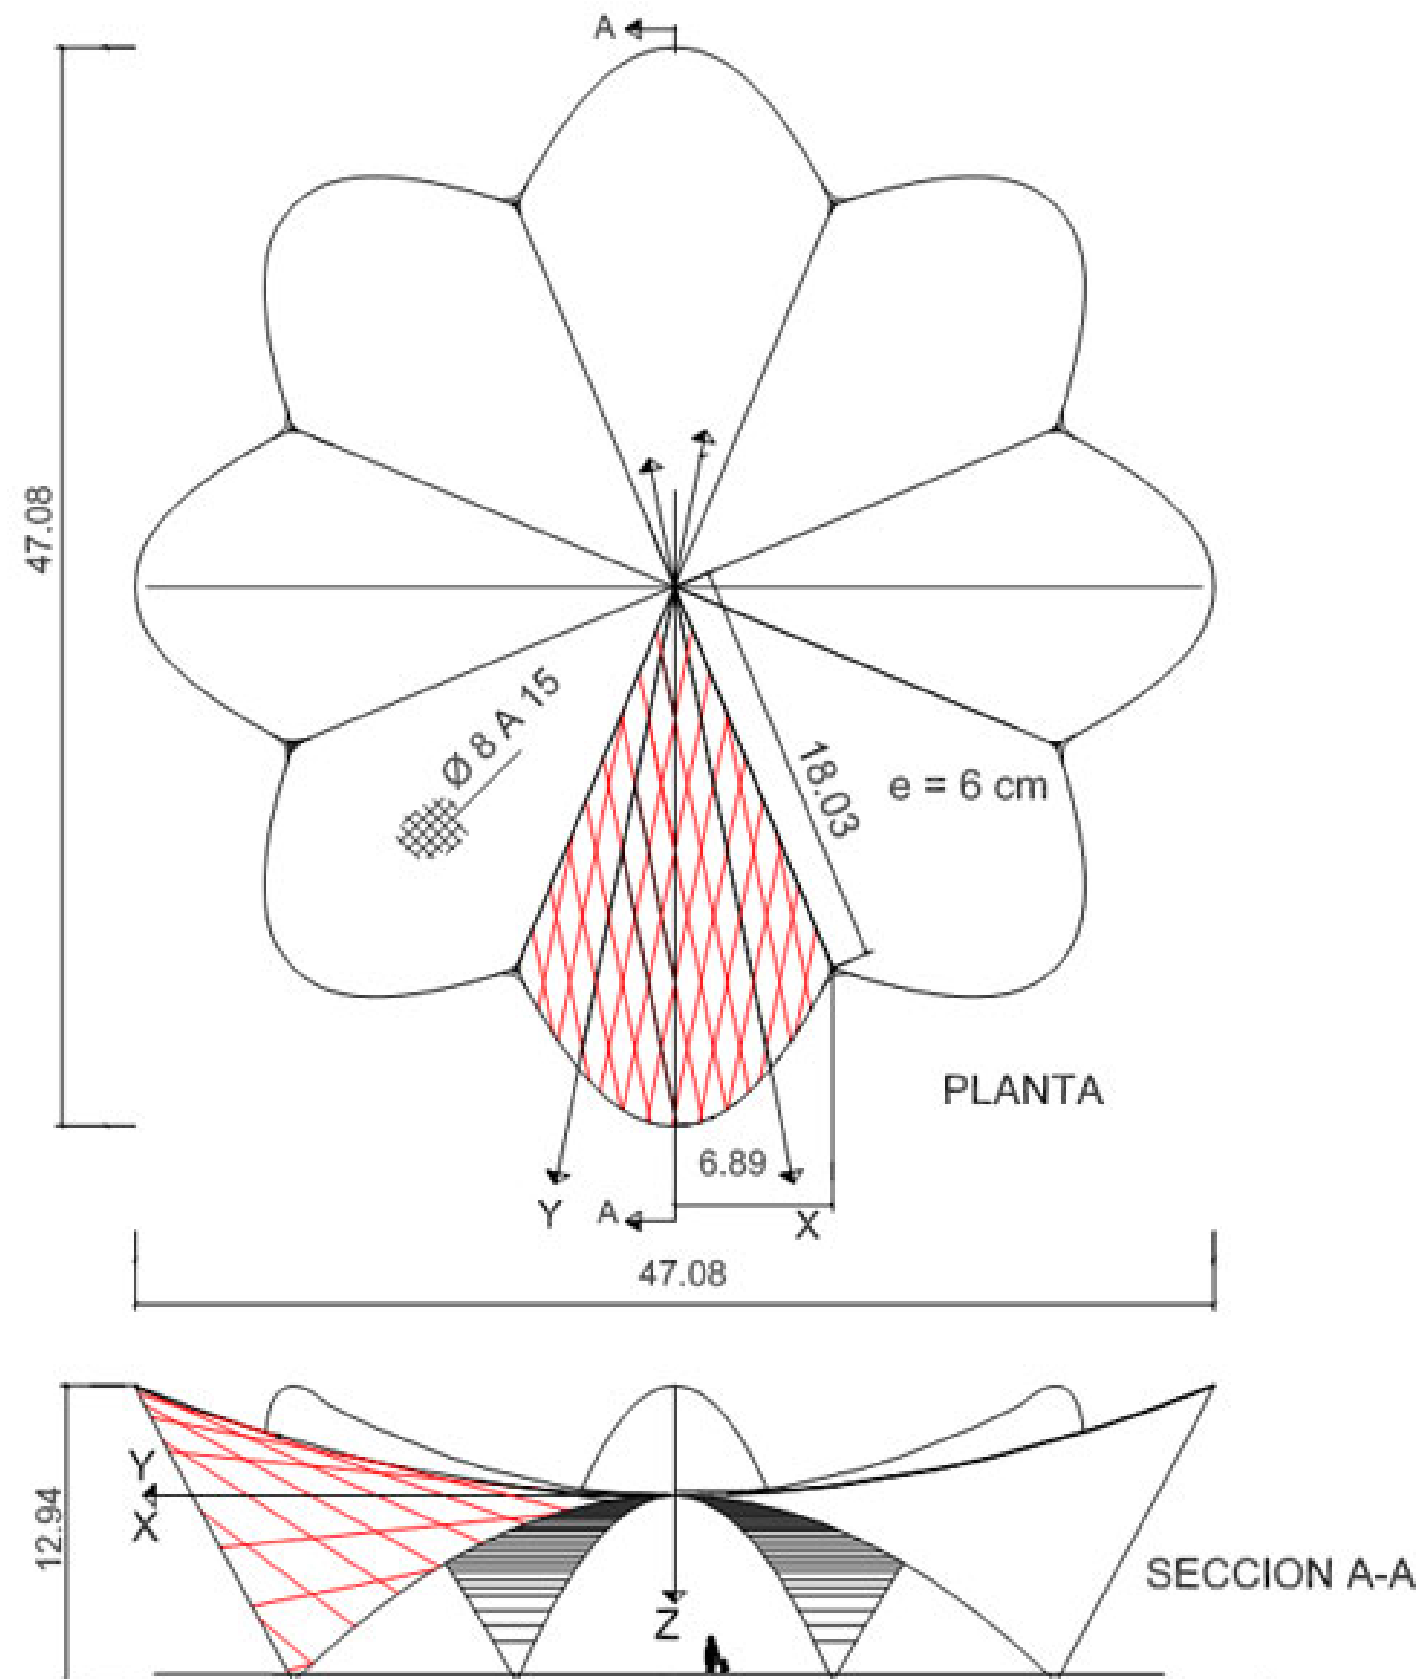 A
47.08
Ø 8 A 15
18.03
e = 6 cm
PLANTA
6.89
Y
A
X
47.08
Y
X
12.94
Z
SECCION A-A